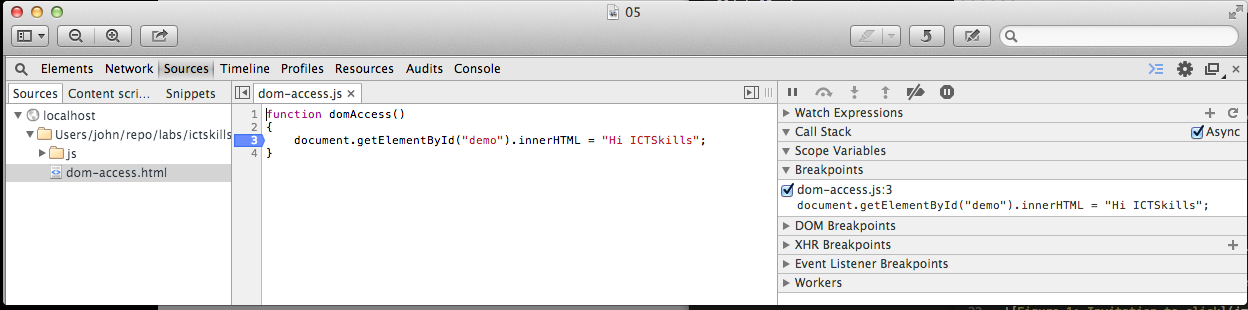 05
Elements Network Sources Timeline Profiles Resources Audits Console
Sources Content scri... Snippets
dom-access.js ×
localhost
Users/john/repo/labs/ictskills
js
dom-access.html
1 function domAccess()
2 {
3 document.getElementById("demo").innerHTML = "Hi ICTSkills";
4 }
Watch Expressions
Call Stack Async
Scope Variables
Breakpoints
dom-access.js:3
document.getElementById("demo").innerHTML = "Hi ICTSkills";
DOM Breakpoints
XHR Breakpoints
Event Listener Breakpoints
Workers